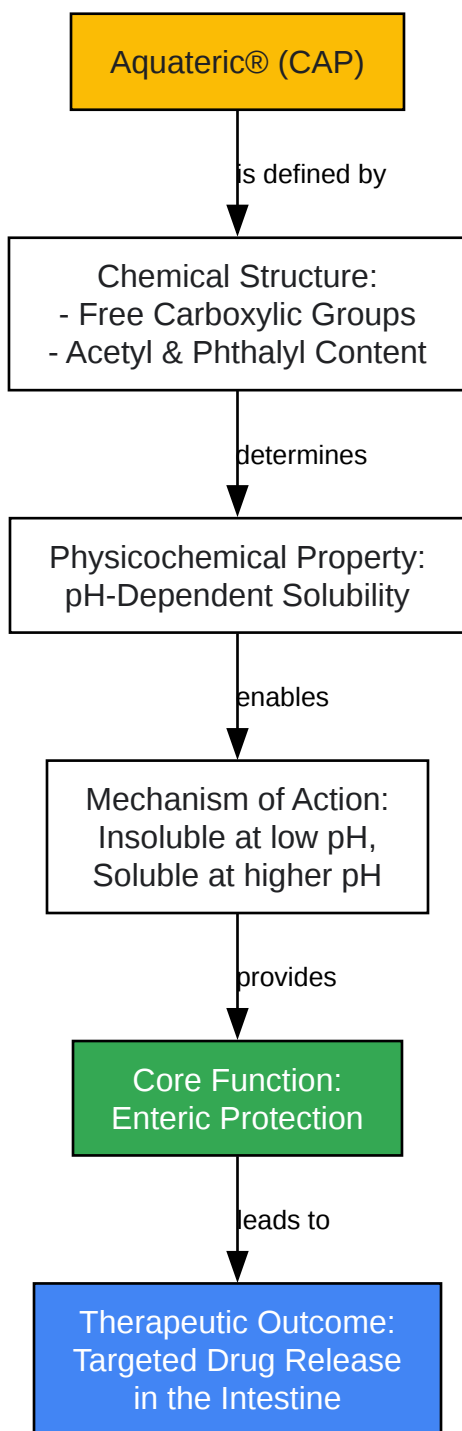 Aquateric® (CAP)
is defined by
Chemical Structure:
- Free Carboxylic Groups
- Acetyl & Phthalyl Content
determines
Physicochemical Property:
pH-Dependent Solubility
enables
Mechanism of Action:
Insoluble at low pH,
Soluble at higher pH
provides
Core Function:
Enteric Protection
leads to
Therapeutic Outcome:
Targeted Drug Release
in the Intestine